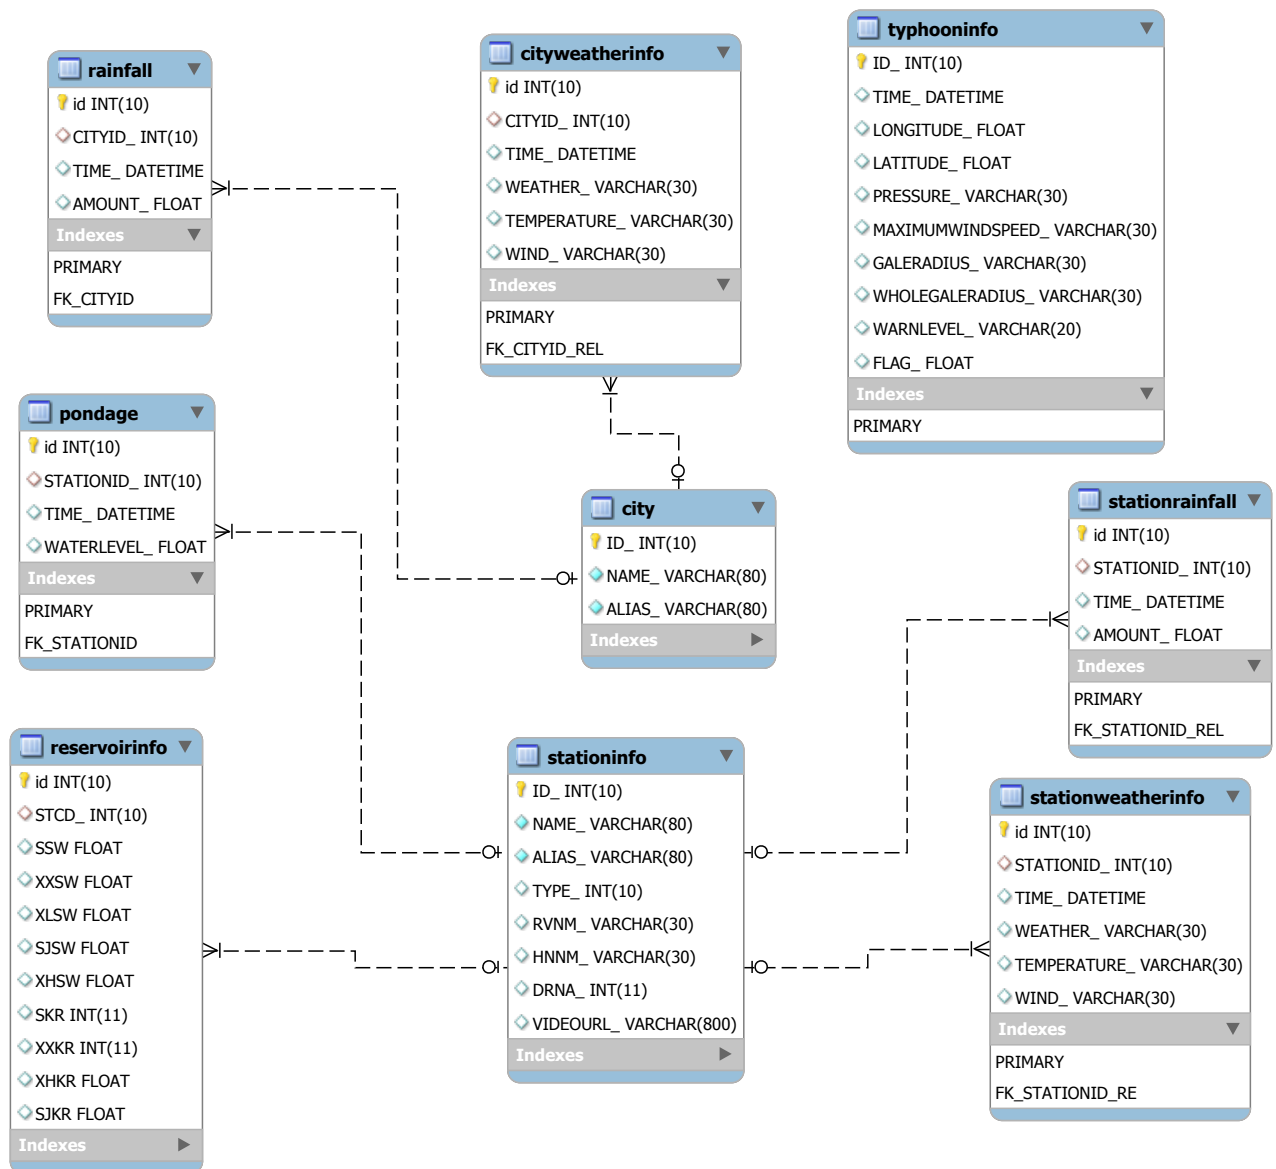 rainfall
id INT(10)
CITYID_ INT(10)
TIME_ DATETIME
AMOUNT_ FLOAT
Indexes
PRIMARY
FK_CITYID
cityweatherinfo
id INT(10)
CITYID_ INT(10)
TIME_ DATETIME
WEATHER_ VARCHAR(30)
TEMPERATURE_ VARCHAR(30)
WIND_ VARCHAR(30)
Indexes
PRIMARY
FK_CITYID_REL
typhooninfo
ID_ INT(10)
TIME_ DATETIME
LONGITUDE_ FLOAT
LATITUDE_ FLOAT
PRESSURE_ VARCHAR(30)
MAXIMUMWINDSPEED_ VARCHAR(30)
GALERADIUS_ VARCHAR(30)
WHOLEGALERADIUS_ VARCHAR(30)
WARNLEVEL_ VARCHAR(20)
FLAG_ FLOAT
Indexes
PRIMARY
pondage
id INT(10)
STATIONID_ INT(10)
TIME_ DATETIME
WATERLEVEL_ FLOAT
Indexes
PRIMARY
FK_STATIONID
city
ID_ INT(10)
NAME_ VARCHAR(80)
ALIAS_ VARCHAR(80)
Indexes
stationrainfall
id INT(10)
STATIONID_ INT(10)
TIME_ DATETIME
AMOUNT_ FLOAT
Indexes
PRIMARY
FK_STATIONID_REL
reservoirinfo
id INT(10)
STCD_ INT(10)
SSW FLOAT
XXSW FLOAT
XLSW FLOAT
SJSW FLOAT
XHSW FLOAT
SKR INT(11)
XXKR INT(11)
XHKR FLOAT
SJKR FLOAT
Indexes
stationinfo
ID_ INT(10)
NAME_ VARCHAR(80)
ALIAS_ VARCHAR(80)
TYPE_ INT(10)
RVNM_ VARCHAR(30)
HNNM_ VARCHAR(30)
DRNA_ INT(11)
VIDEOURL_ VARCHAR(800)
Indexes
stationweatherinfo
id INT(10)
STATIONID_ INT(10)
TIME_ DATETIME
WEATHER_ VARCHAR(30)
TEMPERATURE_ VARCHAR(30)
WIND_ VARCHAR(30)
Indexes
PRIMARY
FK_STATIONID_RE